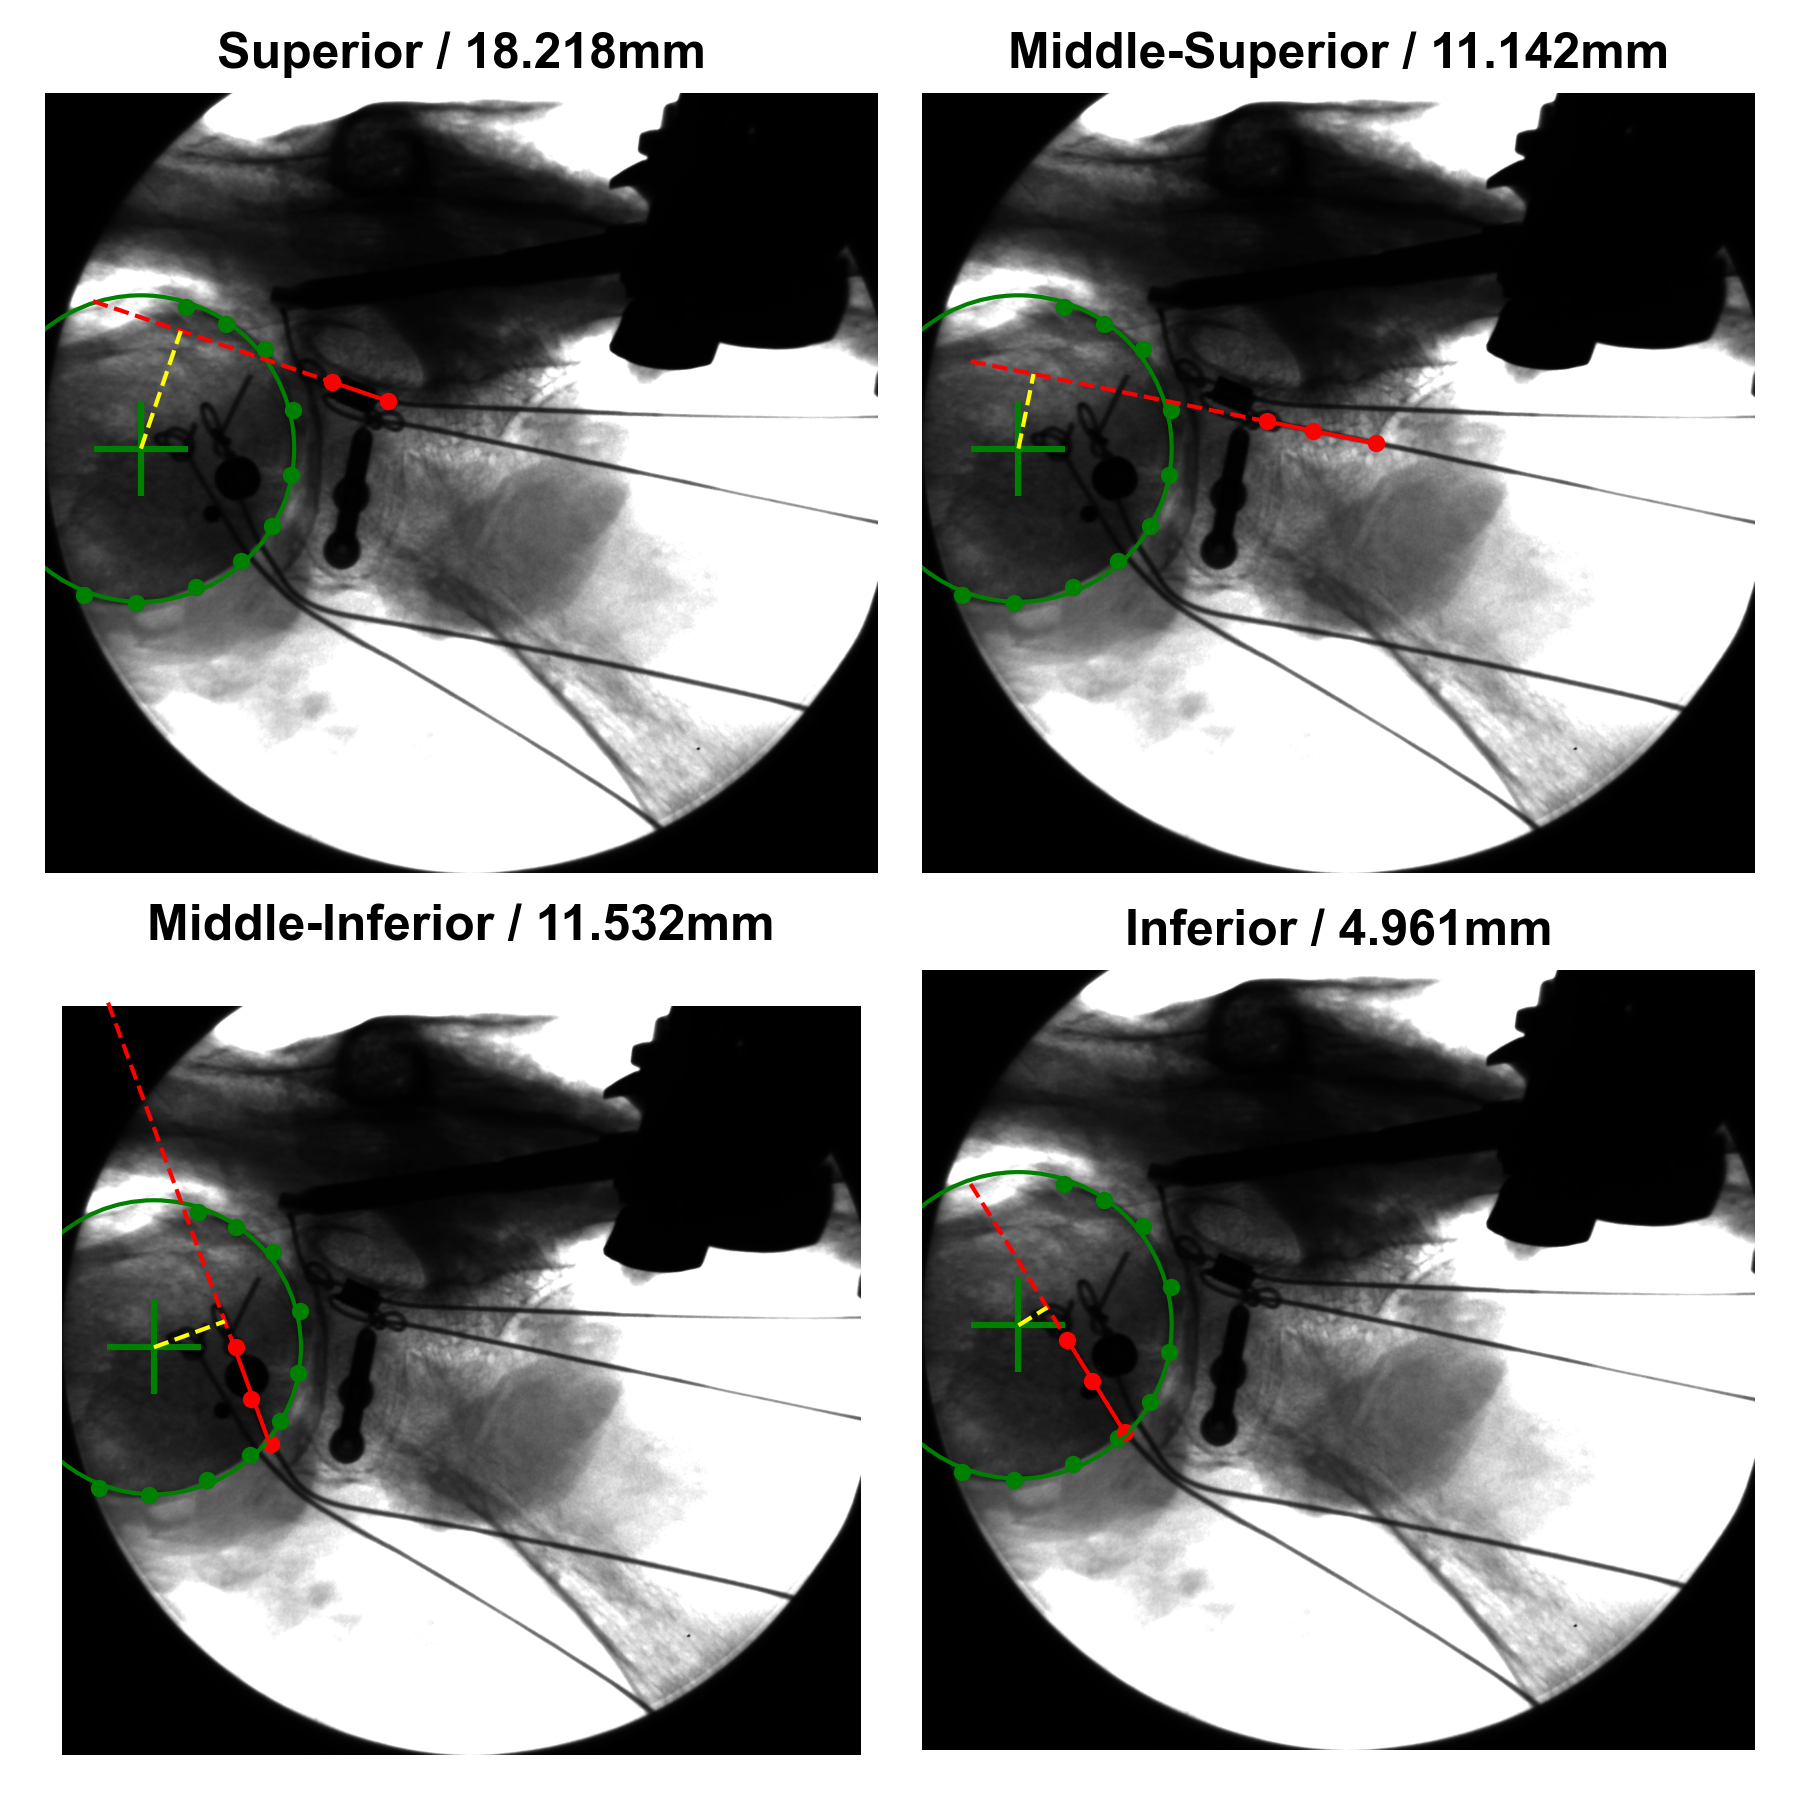 Superior / 18.218mm
Middle-Superior / 11.142mm
Middle-Inferior / 11.532mm
Inferior / 4.961mm